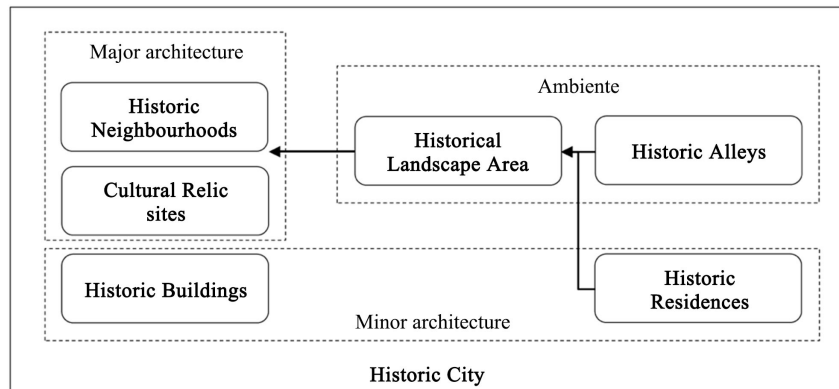 Major architecture
Historic
Neighbourhoods
Cultural Relic
sites
Ambiente
Historical
Landscape Area
Historic Alleys
Historic Buildings
Historic
Residences
Minor architecture
Historic City